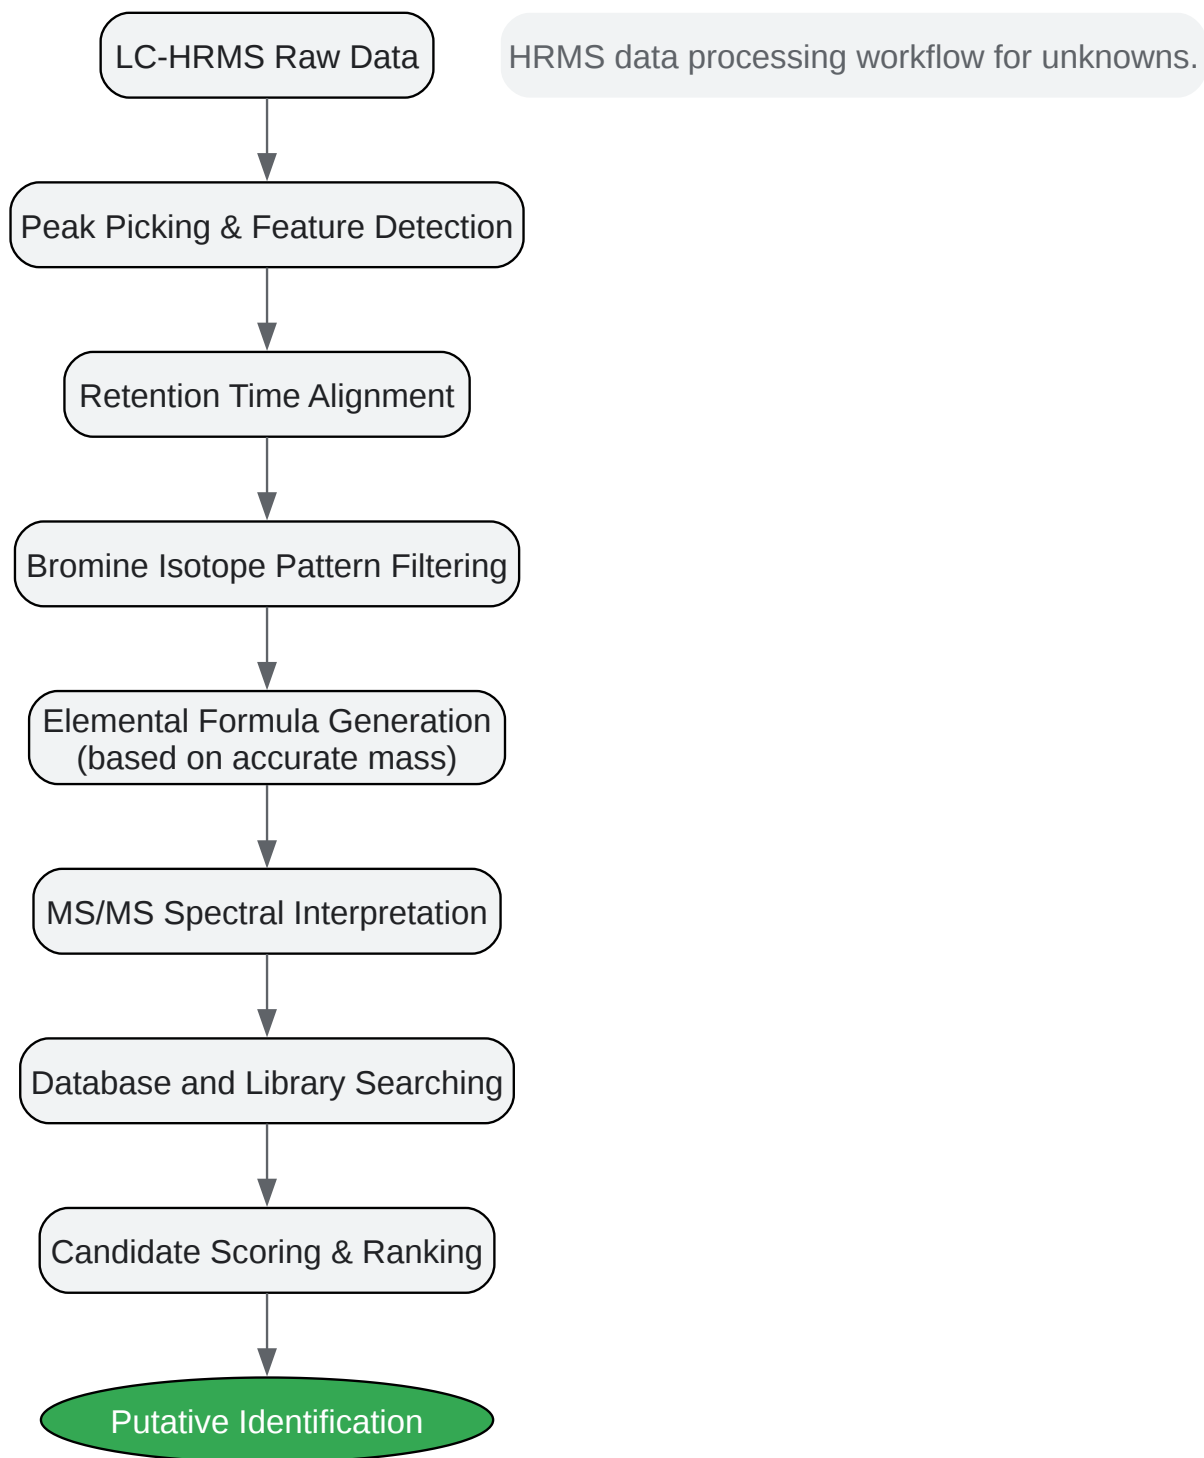 LC-HRMS Raw Data
HRMS data processing workflow for unknowns.
Peak Picking & Feature Detection
Retention Time Alignment
Bromine Isotope Pattern Filtering
Elemental Formula Generation
(based on accurate mass)
MS/MS Spectral Interpretation
Database and Library Searching
Candidate Scoring & Ranking
Putative Identification